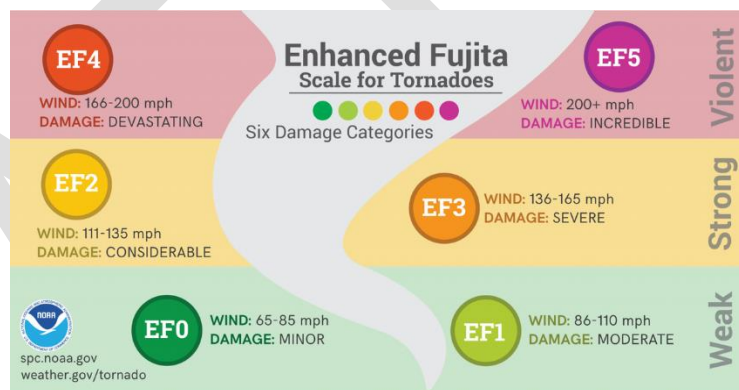 Enhanced Fujita
Scale for Tornadoes
Six Damage Categories
EF4
WIND: 166-200 mph
DAMAGE: DEVASTATING
EF5
WIND: 200+ mph
DAMAGE: INCREDIBLE
Violent
EF2
WIND: 111-135 mph
DAMAGE: CONSIDERABLE
EF3
WIND: 136-165 mph
DAMAGE: SEVERE
Strong
NOAA
spc.noaa.gov
weather.gov/tornado
EF0
WIND: 65-85 mph
DAMAGE: MINOR
EF1
WIND: 86-110 mph
DAMAGE: MODERATE
Weak